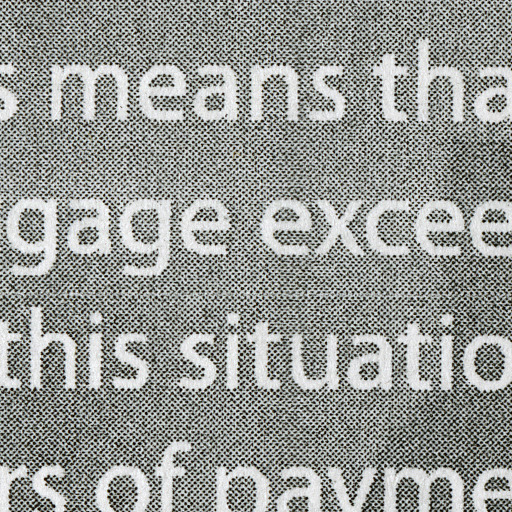 s means tha
gage excee
this situatio
rs of payme